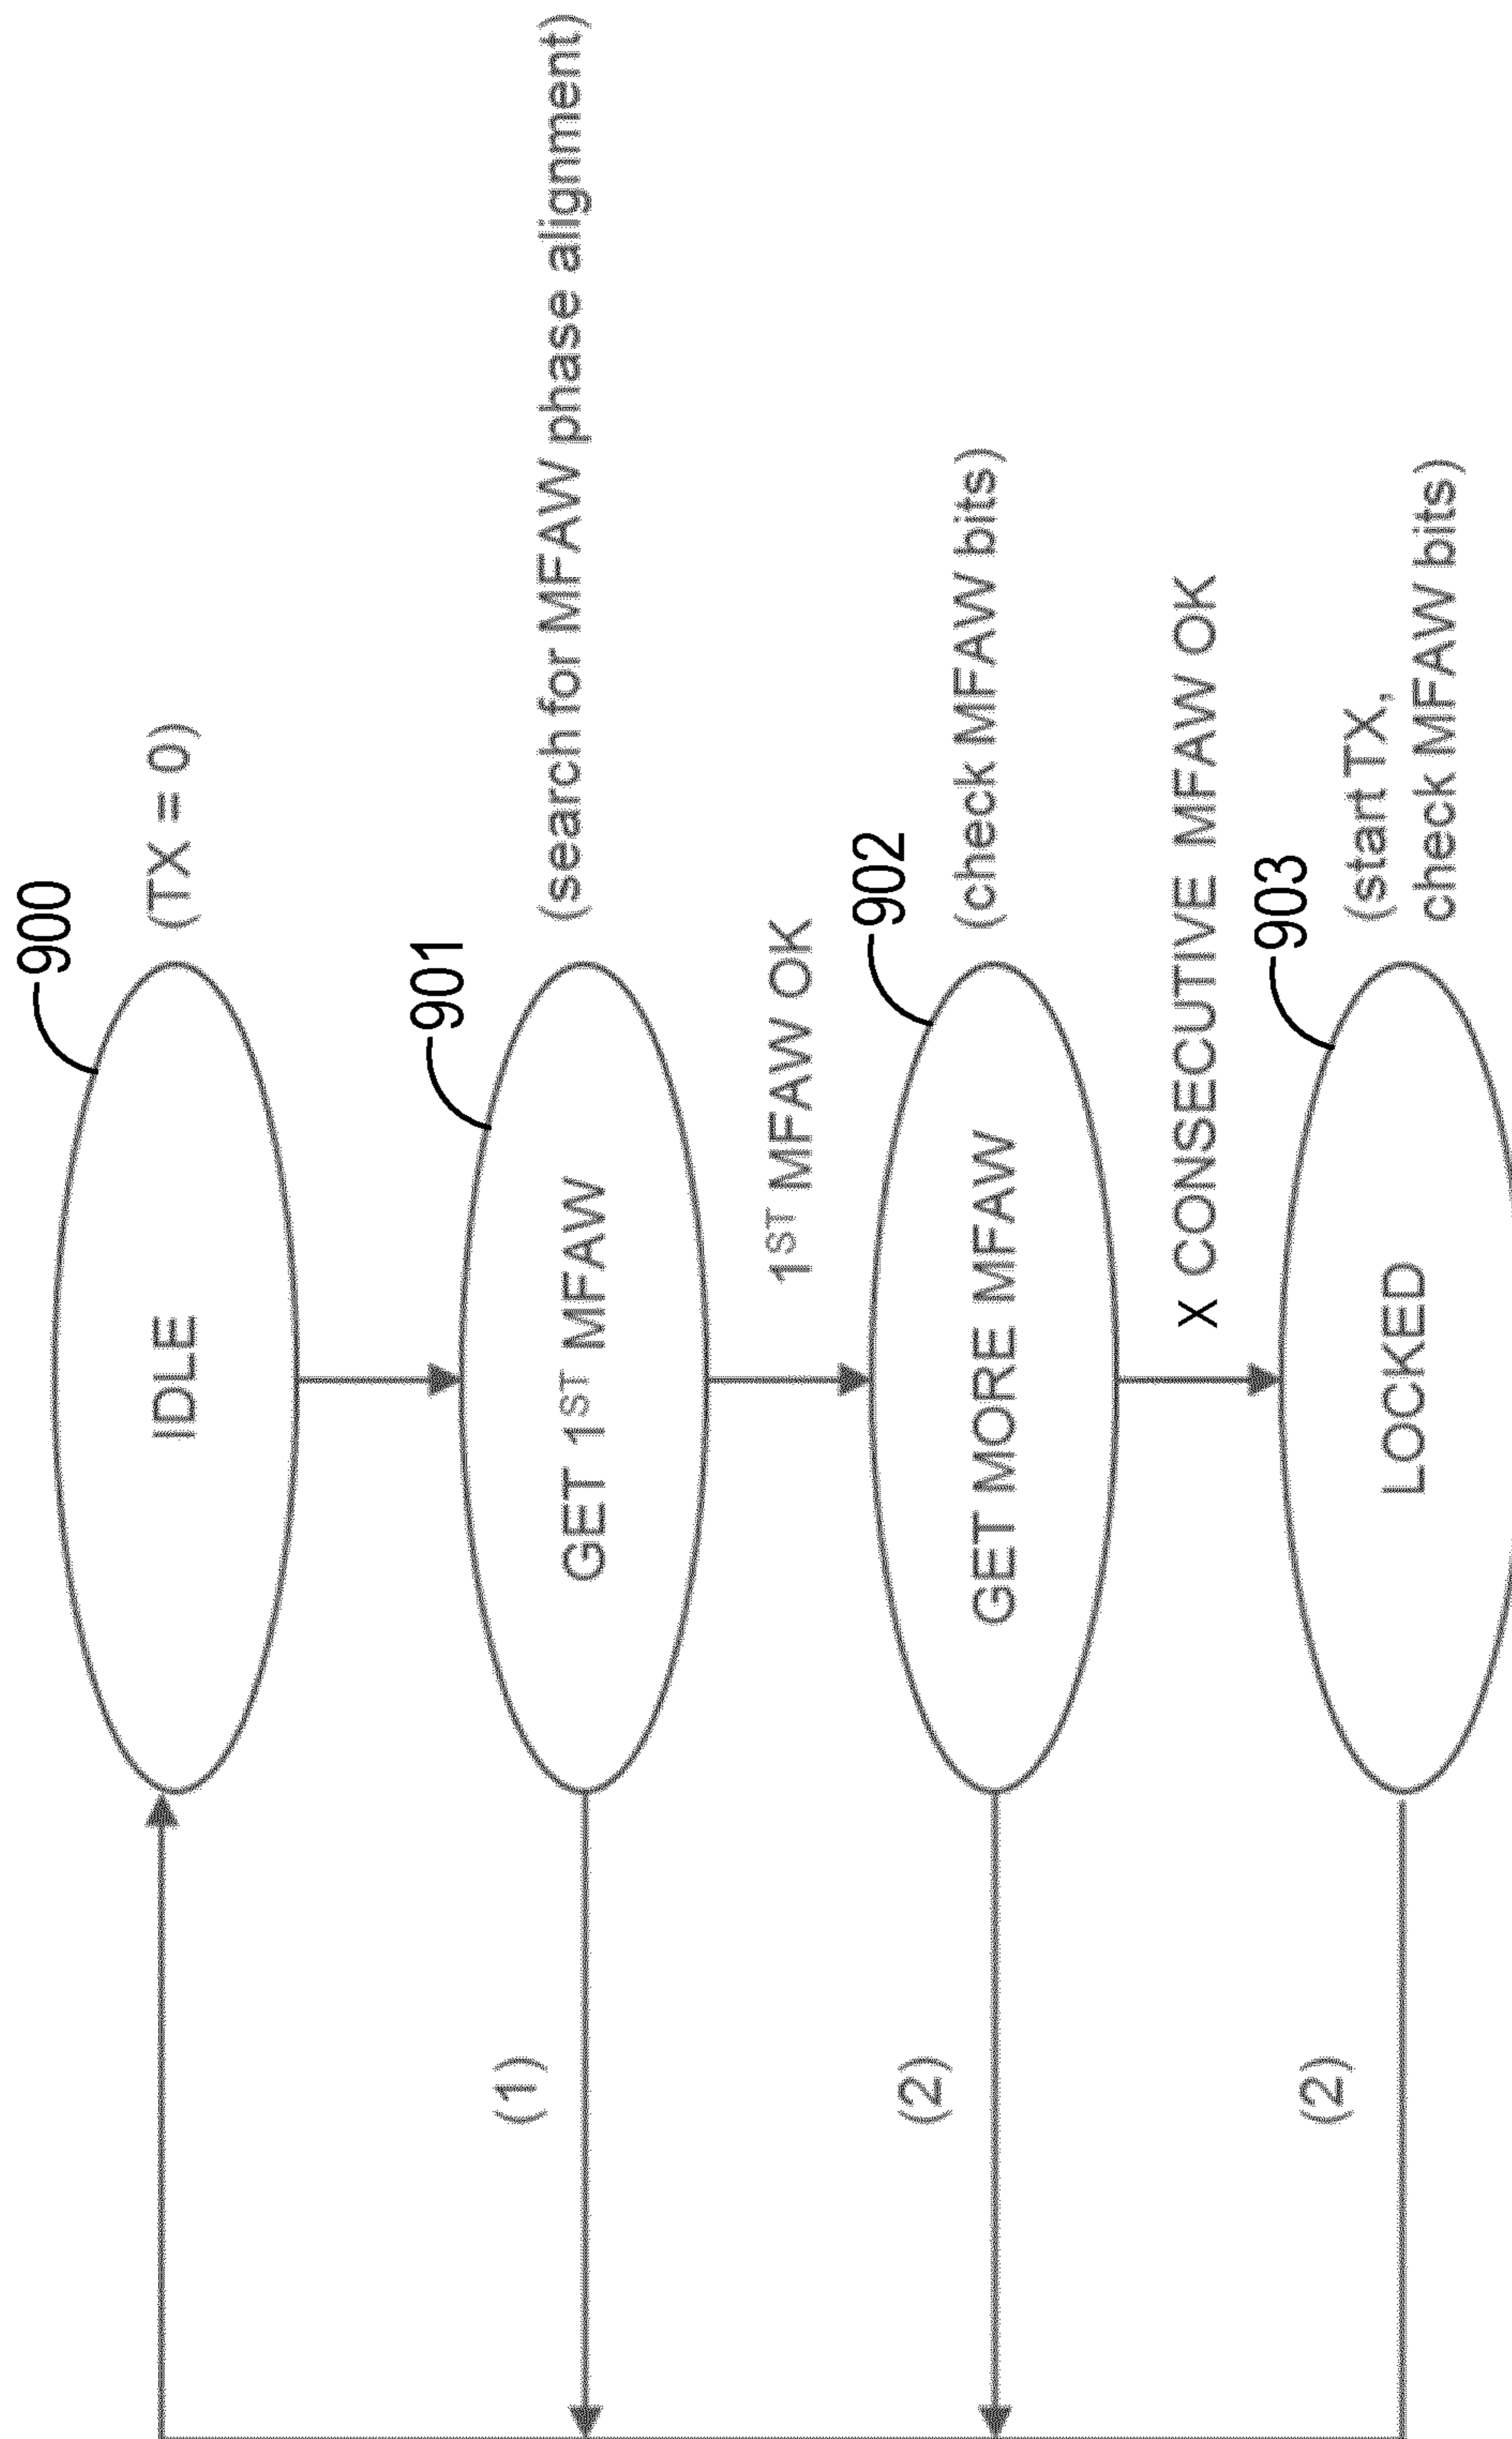 900
IDLE
(TX = 0)
901
GET 1ST MFAW
(search for MFAW phase alignment)
(1)
1ST MFAW OK
902
GET MORE MFAW
(check MFAW bits)
(2)
X CONSECUTIVE MFAW OK
903
LOCKED
(start TX,
check MFAW bits)
(2)